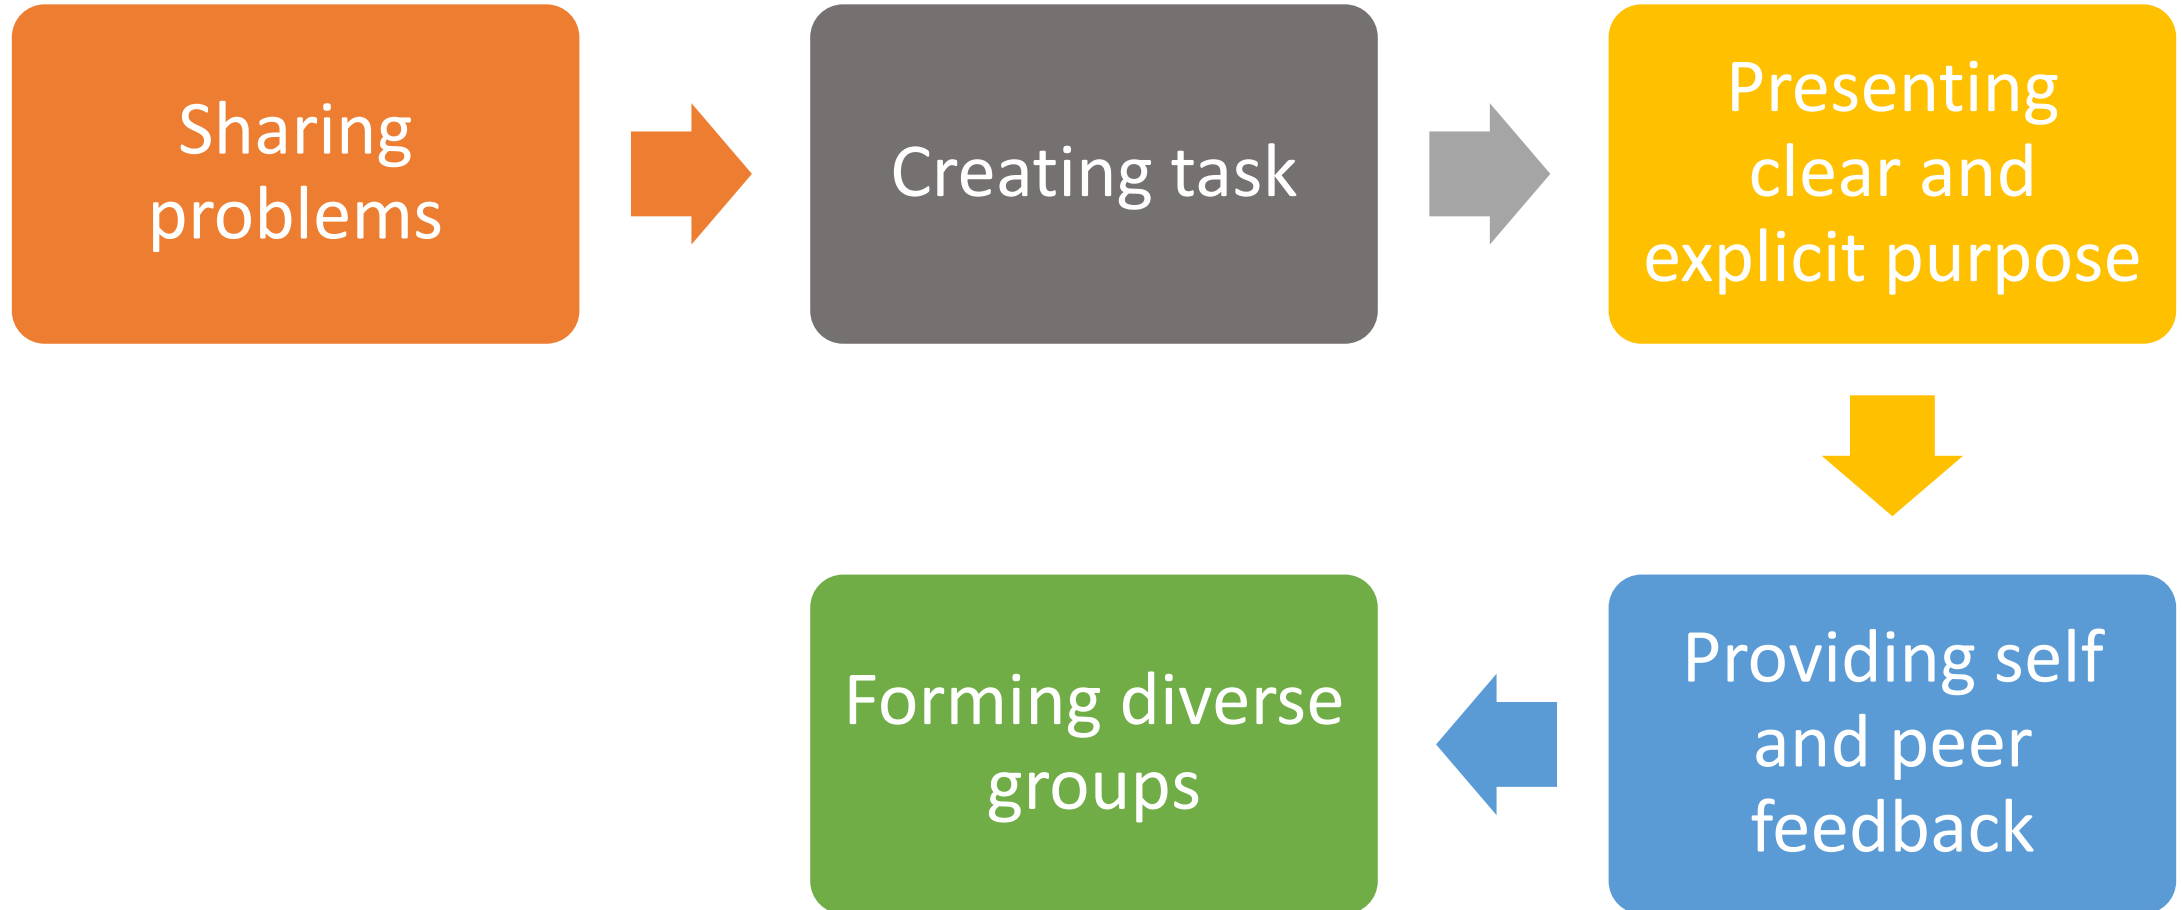 Sharing
problems
Creating task
Presenting
clear and
explicit purpose
Providing self
and peer
feedback
Forming diverse
groups